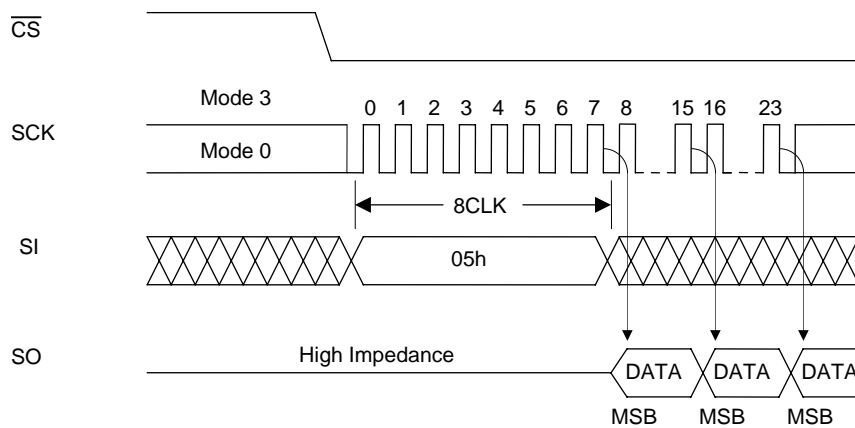 C̅S̅
Mode 3
0 1 2 3 4 5 6 7 8 15 16 23
SCK
Mode 0
8CLK
SI
05h
SO
High Impedance
DATA DATA DATA
MSB MSB MSB